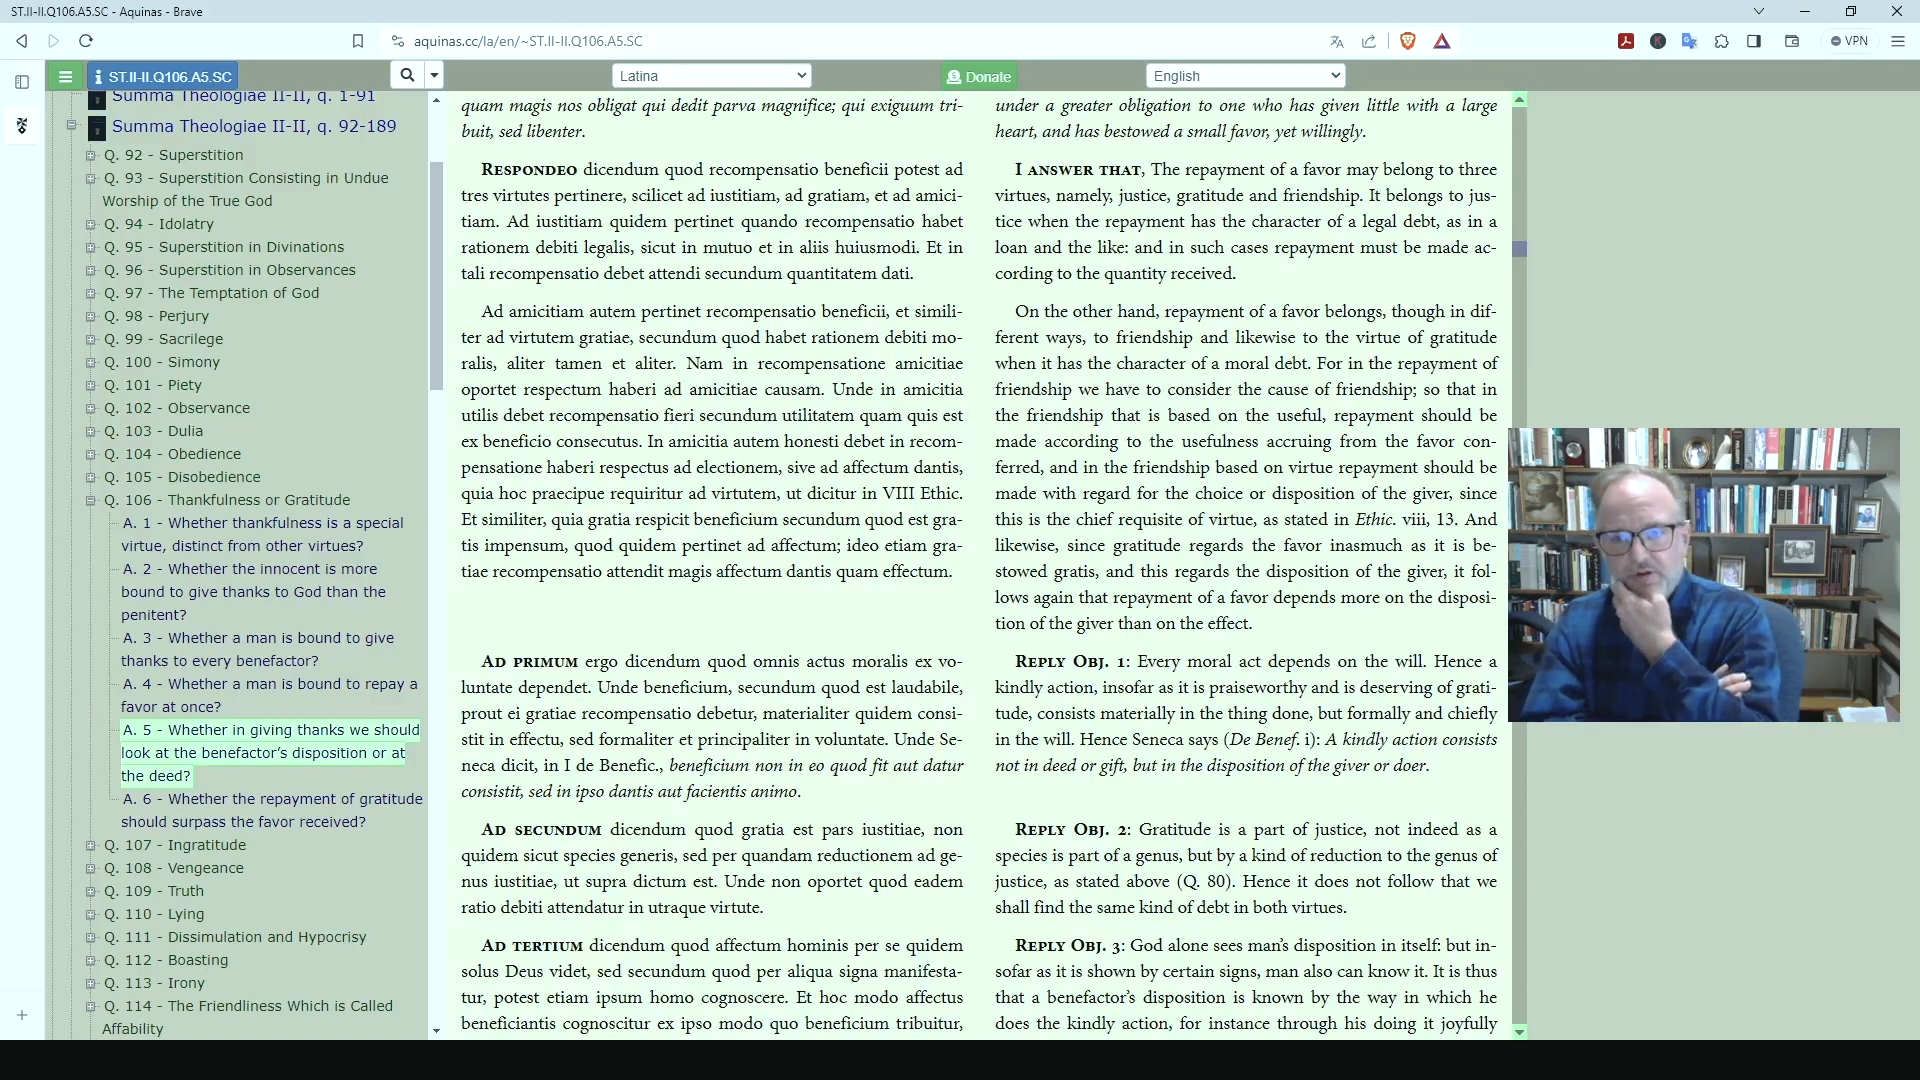 ST.II-II.Q106.A5.SC - Aquinas - Brave
aquinas.cc/la/en/~ST.II-II.Q106.A5.SC
VPN
ST.II-II.Q106.A5.SC
Latina
Donate
English
Summa Theologiae II-II, q. 1-91
Summa Theologiae II-II, q. 92-189
Q. 92 - Superstition
Q. 93 - Superstition Consisting in Undue
Worship of the True God
Q. 94 - Idolatry
Q. 95 - Superstition in Divinations
Q. 96 - Superstition in Observances
Q. 97 - The Temptation of God
Q. 98 - Perjury
Q. 99 - Sacrilege
Q. 100 - Simony
Q. 101 - Piety
Q. 102 - Observance
Q. 103 - Dulia
Q. 104 - Obedience
Q. 105 - Disobedience
Q. 106 - Thankfulness or Gratitude
A. 1 - Whether thankfulness is a special
virtue, distinct from other virtues?
A. 2 - Whether the innocent is more
bound to give thanks to God than the
penitent?
A. 3 - Whether a man is bound to give
thanks to every benefactor?
A. 4 - Whether a man is bound to repay a
favor at once?
A. 5 - Whether in giving thanks we should
look at the benefactor's disposition or at
the deed?
A. 6 - Whether the repayment of gratitude
should surpass the favor received?
Q. 107 - Ingratitude
Q. 108 - Vengeance
Q. 109 - Truth
Q. 110 - Lying
Q. 111 - Dissimulation and Hypocrisy
Q. 112 - Boasting
Q. 113 - Irony
Q. 114 - The Friendliness Which is Called
Affability
quam magis nos obligat qui dedit parva magnifice; qui exiguum tri-
buit, sed libenter.
RESPONDEO dicendum quod recompensatio beneficii potest ad
tres virtutes pertinere, scilicet ad iustitiam, ad gratiam, et ad amici-
tiam. Ad iustitiam quidem pertinet quando recompensatio habet
rationem debiti legalis, sicut in mutuo et in aliis huiusmodi. Et in
tali recompensatio debet attendi secundum quantitatem dati.
Ad amicitiam autem pertinet recompensatio beneficii, et simili-
ter ad virtutem gratiae, secundum quod habet rationem debiti mo-
ralis, aliter tamen et aliter. Nam in recompensatione amicitiae
oportet respectum haberi ad amicitiae causam. Unde in amicitia
utilis debet recompensatio fieri secundum utilitatem quam quis est
ex beneficio consecutus. In amicitia autem honesti debet in recom-
pensatione haberi respectus ad electionem, sive ad affectum dantis,
quia hoc praecipue requiritur ad virtutem, ut dicitur in VIII Ethic.
Et similiter, quia gratia respicit beneficium secundum quod est gra-
tis impensum, quod quidem pertinet ad affectum; ideo etiam gra-
tiae recompensatio attendit magis affectum dantis quam effectum.
AD PRIMUM ergo dicendum quod omnis actus moralis ex vo-
luntate dependet. Unde beneficium, secundum quod est laudabile,
prout ei gratiae recompensatio debetur, materialiter quidem consi-
stit in effectu, sed formaliter et principaliter in voluntate. Unde Se-
neca dicit, in I de Benefic., beneficium non in eo quod fit aut datur
consistit, sed in ipso dantis aut facientis animo.
AD SECUNDUM dicendum quod gratia est pars iustitiae, non
quidem sicut species generis, sed per quandam reductionem ad ge-
nus iustitiae, ut supra dictum est. Unde non oportet quod eadem
ratio debiti attendatur in utraque virtute.
AD TERTIUM dicendum quod affectum hominis per se quidem
solus Deus videt, sed secundum quod per aliqua signa manifesta-
tur, potest etiam ipsum homo cognoscere. Et hoc modo affectus
beneficiantis cognoscitur ex ipso modo quo beneficium tribuitur,
under a greater obligation to one who has given little with a large
heart, and has bestowed a small favor, yet willingly.
I ANSWER THAT, The repayment of a favor may belong to three
virtues, namely, justice, gratitude and friendship. It belongs to jus-
tice when the repayment has the character of a legal debt, as in a
loan and the like: and in such cases repayment must be made ac-
cording to the quantity received.
On the other hand, repayment of a favor belongs, though in dif-
ferent ways, to friendship and likewise to the virtue of gratitude
when it has the character of a moral debt. For in the repayment of
friendship we have to consider the cause of friendship; so that in
the friendship that is based on the useful, repayment should be
made according to the usefulness accruing from the favor con-
ferred, and in the friendship based on virtue repayment should be
made with regard for the choice or disposition of the giver, since
this is the chief requisite of virtue, as stated in Ethic. viii, 13. And
likewise, since gratitude regards the favor inasmuch as it is be-
stowed gratis, and this regards the disposition of the giver, it fol-
lows again that repayment of a favor depends more on the disposi-
tion of the giver than on the effect.
REPLY OBJ. 1: Every moral act depends on the will. Hence a
kindly action, insofar as it is praiseworthy and is deserving of grati-
tude, consists materially in the thing done, but formally and chiefly
in the will. Hence Seneca says (De Benef. i): A kindly action consists
not in deed or gift, but in the disposition of the giver or doer.
REPLY OBJ. 2: Gratitude is a part of justice, not indeed as a
species is part of a genus, but by a kind of reduction to the genus of
justice, as stated above (Q. 80). Hence it does not follow that we
shall find the same kind of debt in both virtues.
REPLY OBJ. 3: God alone sees man's disposition in itself: but in-
sofar as it is shown by certain signs, man also can know it. It is thus
that a benefactor's disposition is known by the way in which he
does the kindly action, for instance through his doing it joyfully